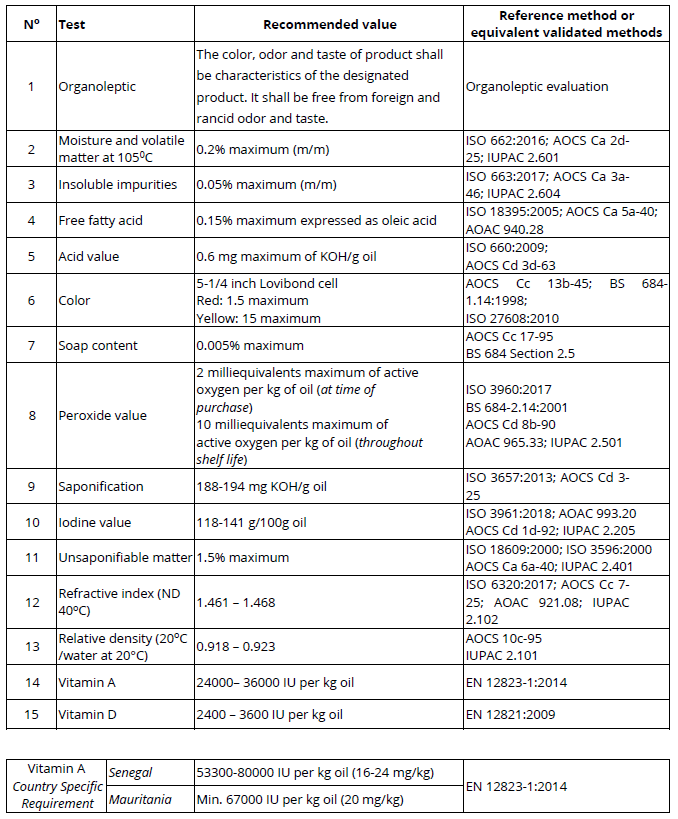 Nº Test Recommended value Reference method or
equivalent validated methods
1 Organoleptic The color, odor and taste of product shall
be characteristics of the designated
product. It shall be free from foreign and
rancid odor and taste. Organoleptic evaluation
2 Moisture and volatile
matter at 105⁰C 0.2% maximum (m/m) ISO 662:2016; AOCS Ca 2d-
25; IUPAC 2.601
3 Insoluble impurities 0.05% maximum (m/m) ISO 663:2017; AOCS Ca 3a-
46; IUPAC 2.604
4 Free fatty acid 0.15% maximum expressed as oleic acid ISO 18395:2005; AOCS Ca 5a-40;
AOAC 940.28
5 Acid value 0.6 mg maximum of KOH/g oil ISO 660:2009;
AOCS Cd 3d-63
6 Color 5-1/4 inch Lovibond cell
Red: 1.5 maximum
Yellow: 15 maximum AOCS Cc 13b-45; BS 684-
1.14:1998;
ISO 27608:2010
7 Soap content 0.005% maximum AOCS Cc 17-95
BS 684 Section 2.5
8 Peroxide value 2 milliequivalents maximum of active
oxygen per kg of oil (at time of
purchase)
10 milliequivalents maximum of
active oxygen per kg of oil (throughout
shelf life) ISO 3960:2017
BS 684-2.14:2001
AOCS Cd 8b-90
AOAC 965.33; IUPAC 2.501
9 Saponification 188-194 mg KOH/g oil ISO 3657:2013; AOCS Cd 3-
25
10 Iodine value 118-141 g/100g oil ISO 3961:2018; AOAC 993.20
AOCS Cd 1d-92; IUPAC 2.205
11 Unsaponifiable matter 1.5% maximum ISO 18609:2000; ISO 3596:2000
AOCS Ca 6a-40; IUPAC 2.401
12 Refractive index (ND
40⁰C) 1.461 – 1.468 ISO 6320:2017; AOCS Cc 7-
25; AOAC 921.08; IUPAC
2.102
13 Relative density (20⁰C
/water at 20°C) 0.918 – 0.923 AOCS 10c-95
IUPAC 2.101
14 Vitamin A 24000– 36000 IU per kg oil EN 12823-1:2014
15 Vitamin D 2400 – 3600 IU per kg oil EN 12821:2009
Vitamin A
Country Specific
Requirement Senegal 53300-80000 IU per kg oil (16-24 mg/kg) EN 12823-1:2014
Mauritania Min. 67000 IU per kg oil (20 mg/kg)